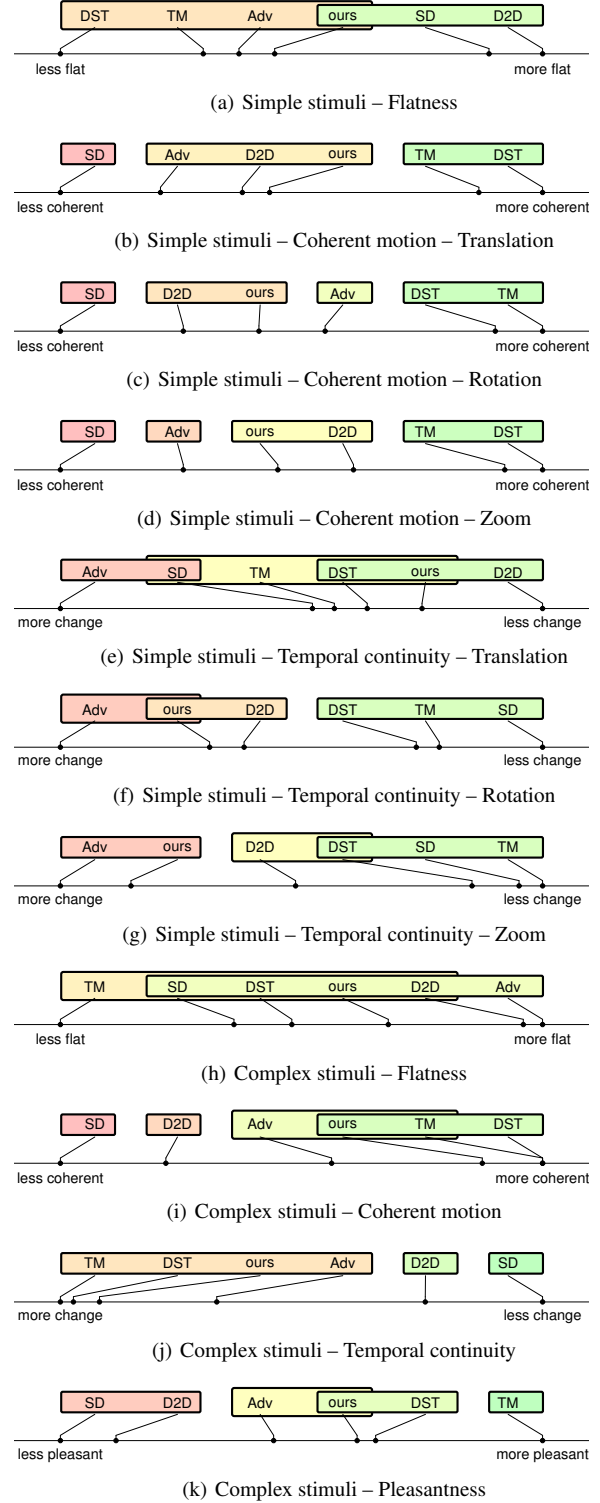 DST TM Adv ours SD D2D
less flat more flat
(a) Simple stimuli – Flatness
SD Adv D2D ours TM DST
less coherent more coherent
(b) Simple stimuli – Coherent motion – Translation
SD D2D ours Adv DST TM
less coherent more coherent
(c) Simple stimuli – Coherent motion – Rotation
SD Adv ours D2D TM DST
less coherent more coherent
(d) Simple stimuli – Coherent motion – Zoom
Adv SD TM DST ours D2D
more change less change
(e) Simple stimuli – Temporal continuity – Translation
Adv ours D2D DST TM SD
more change less change
(f) Simple stimuli – Temporal continuity – Rotation
Adv ours D2D DST SD TM
more change less change
(g) Simple stimuli – Temporal continuity – Zoom
TM SD DST ours D2D Adv
less flat more flat
(h) Complex stimuli – Flatness
SD D2D Adv ours TM DST
less coherent more coherent
(i) Complex stimuli – Coherent motion
TM DST ours Adv D2D SD
more change less change
(j) Complex stimuli – Temporal continuity
SD D2D Adv ours DST TM
less pleasant more pleasant
(k) Complex stimuli – Pleasantness